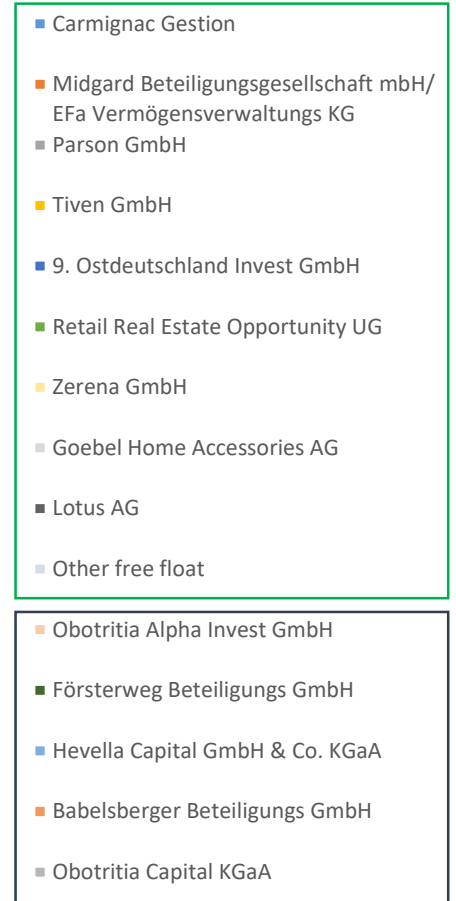 Carmignac Gestion
Midgard Beteiligungsgesellschaft mbH/
EFa Vermögensverwaltungs KG
Parson GmbH
Tiven GmbH
9. Ostdeutschland Invest GmbH
Retail Real Estate Opportunity UG
Zerena GmbH
Goebel Home Accessories AG
Lotus AG
Other free float
Obotritia Alpha Invest GmbH
Försterweg Beteiligungs GmbH
Hevella Capital GmbH & Co. KGaA
Babelsberger Beteiligungs GmbH
Obotritia Capital KGaA